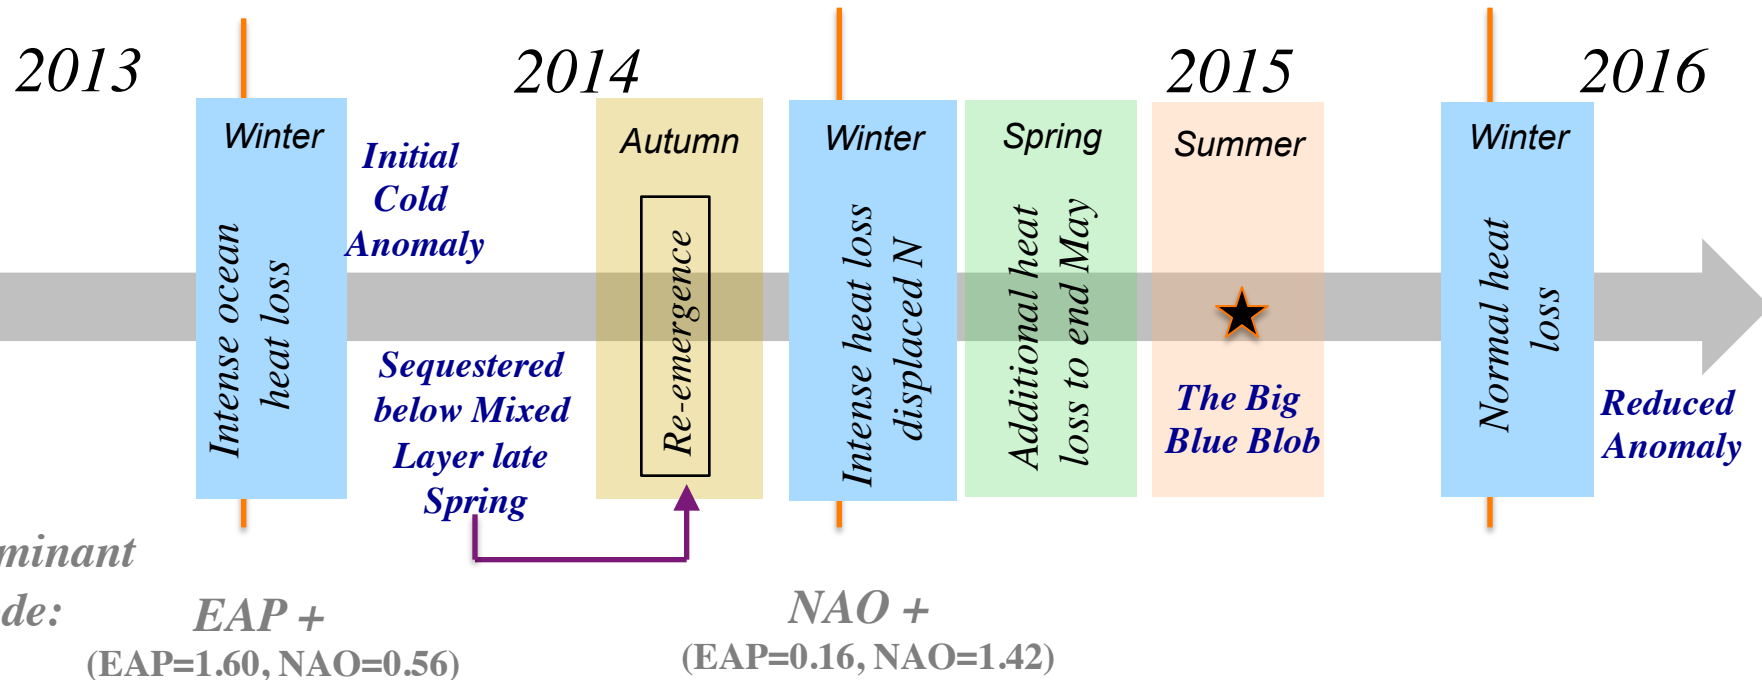 2013
2014
2015
2016
Winter
Intense ocean
heat loss
Initial
Cold
Anomaly
Sequestered
below Mixed
Layer late
Spring
Autumn
Re-emergence
Winter
Intense heat loss
displaced N
Spring
Additional heat
loss to end May
Summer
The Big
Blue Blob
Winter
Normal heat
loss
Reduced
Anomaly
minant
de:
EAP +
(EAP=1.60, NAO=0.56)
NAO +
(EAP=0.16, NAO=1.42)